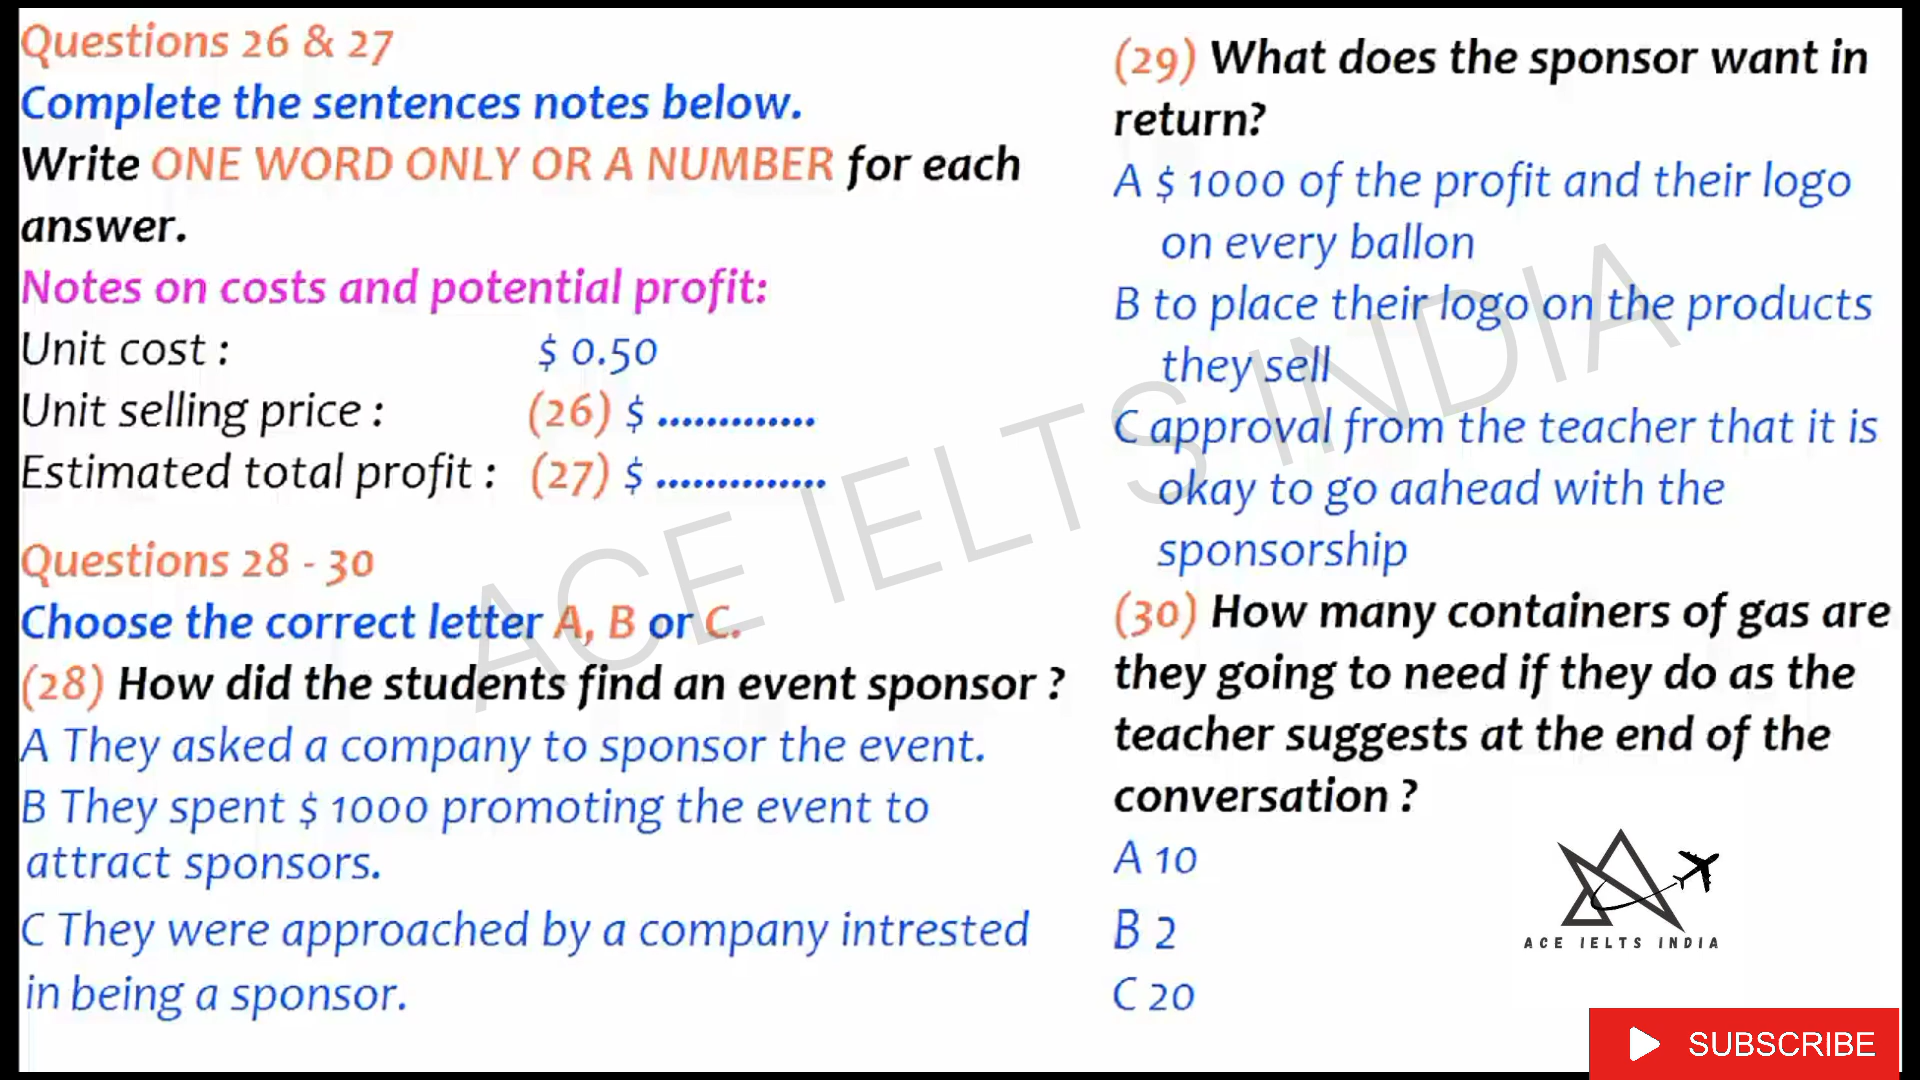 Questions 26 & 27
Complete the sentences notes below.
Write ONE WORD ONLY OR A NUMBER for each
answer.
Notes on costs and potential profit:
Unit cost : $ 0.50
Unit selling price : (26) $ .............
Estimated total profit : (27) $ ..............
Questions 28 - 30
Choose the correct letter A, B or C.
(28) How did the students find an event sponsor ?
A They asked a company to sponsor the event.
B They spent $ 1000 promoting the event to
attract sponsors.
C They were approached by a company intrested
in being a sponsor.
(29) What does the sponsor want in
return?
A $ 1000 of the profit and their logo
on every ballon
B to place their logo on the products
they sell
C approval from the teacher that it is
okay to go aahead with the
sponsorship
(30) How many containers of gas are
they going to need if they do as the
teacher suggests at the end of the
conversation ?
A 10
B 2
C 20
ACE IELTS INDIA
ACE IELTS INDIA
SUBSCRIBE